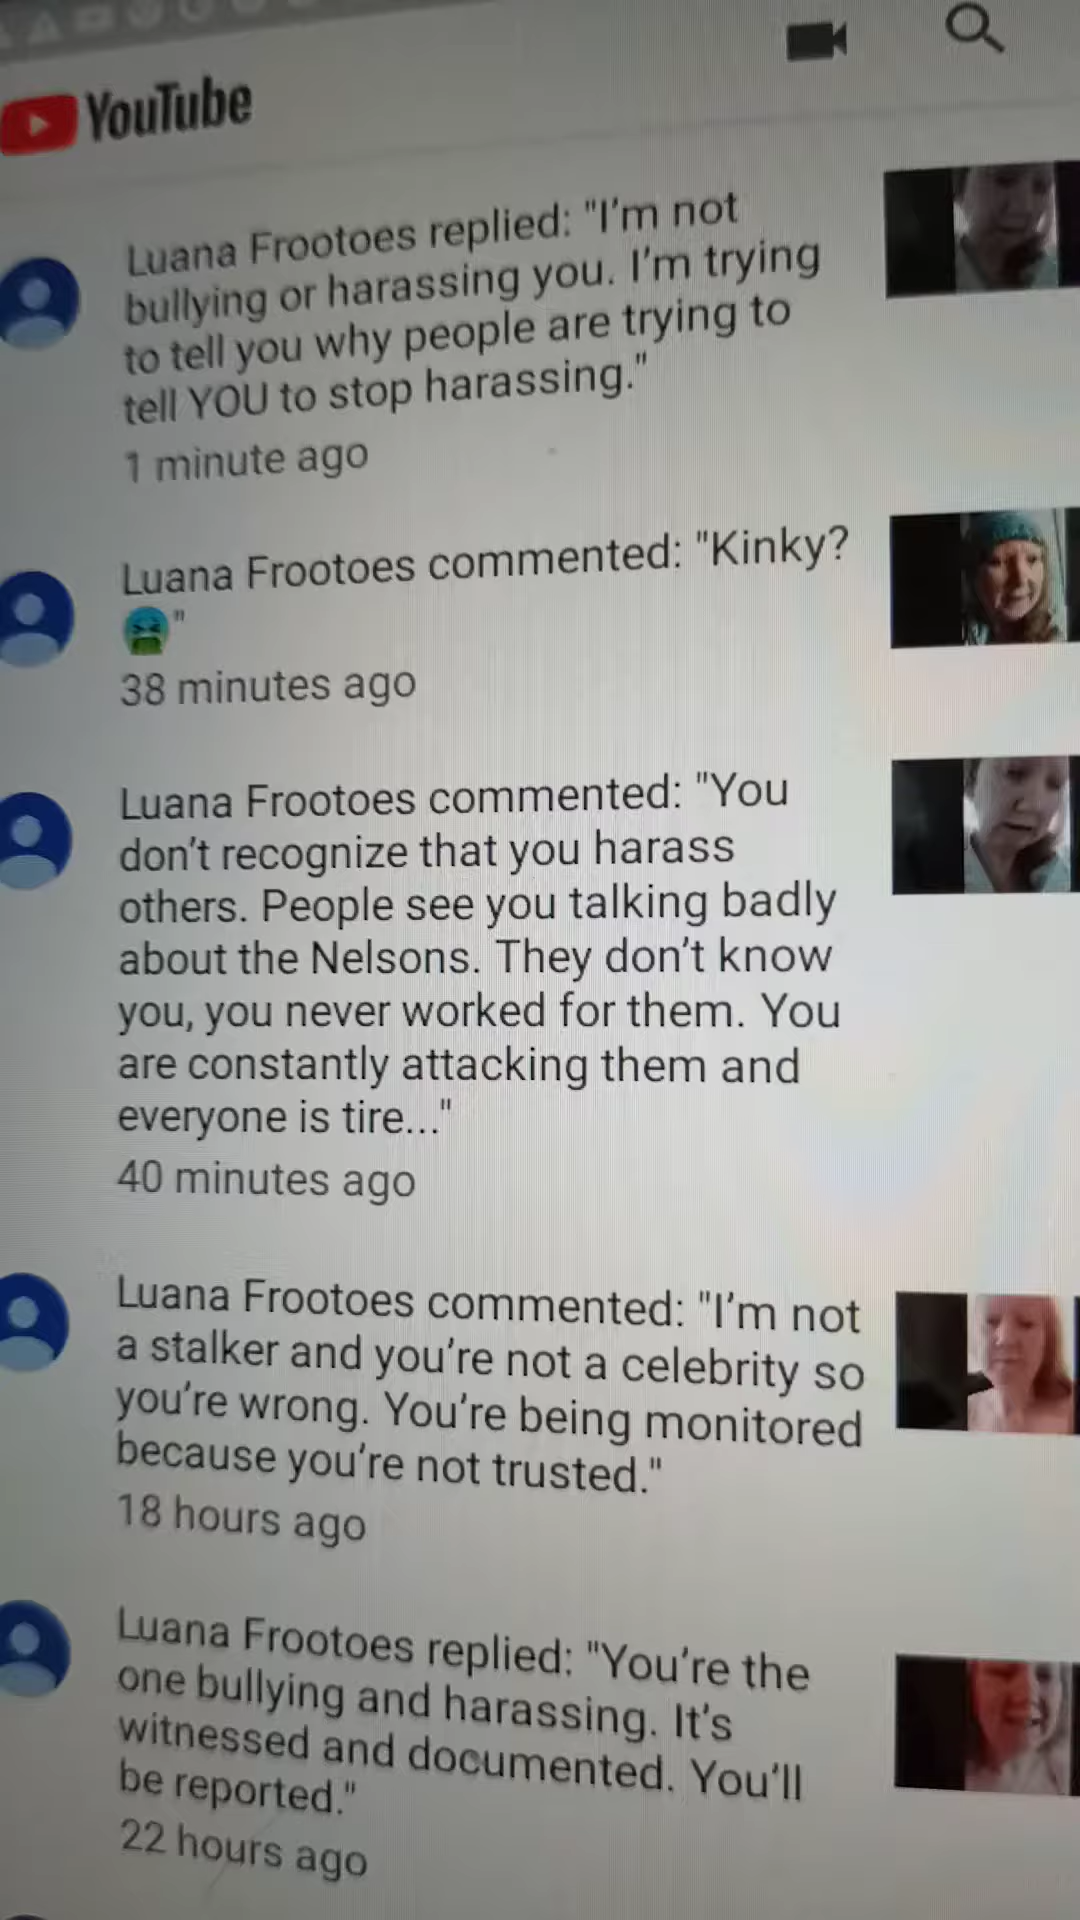 YouTube
Luana Frootoes replied: "I'm not
bullying or harassing you. I'm trying
to tell you why people are trying to
tell YOU to stop harassing."
1 minute ago
Luana Frootoes commented: "Kinky?
🤮"
38 minutes ago
Luana Frootoes commented: "You
don't recognize that you harass
others. People see you talking badly
about the Nelsons. They don't know
you, you never worked for them. You
are constantly attacking them and
everyone is tire..."
40 minutes ago
Luana Frootoes commented: "I'm not
a stalker and you're not a celebrity so
you're wrong. You're being monitored
because you're not trusted."
18 hours ago
Luana Frootoes replied: "You're the
one bullying and harassing. It's
witnessed and documented. You'll
be reported."
22 hours ago